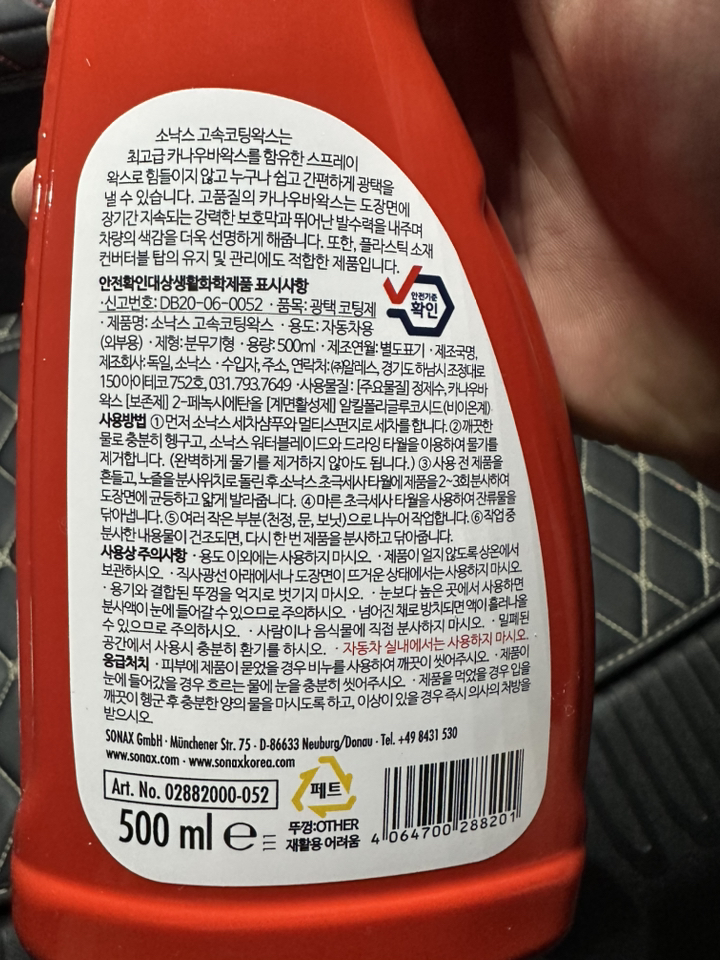 소낙스 고속코팅왁스는
최고급 카나우바왁스를 함유한 스프레이
왁스로 힘들이지 않고 누구나 쉽고 간편하게 광택을
낼 수 있습니다. 고품질의 카나우바왁스는 도장면에
장기간 지속되는 강력한 보호막과 뛰어난 발수력을 내주며
차량의 색감을 더욱 선명하게 해줍니다. 또한, 플라스틱 소재
컨버터블 탑의 유지 및 관리에도 적합한 제품입니다.
안전확인대상생활화학제품 표시사항
안전기준
확인
·신고번호: DB20-06-0052 ·품목: 광택 코팅제
·제품명: 소낙스 고속코팅왁스 ·용도: 자동차용
(외부용) ·제형: 분무기형 ·용량: 500ml ·제조연월: 별도표기 ·제조국명,
제조회사: 독일, 소낙스 ·수입자, 주소, 연락처: ㈜알레스, 경기도 하남시 조정대로
150 아이테코 752호, 031.793.7649 ·사용물질: [주요물질] 정제수, 카나우바
왁스 [보존제] 2-페녹시에탄올 [계면활성제] 알킬폴리글루코시드(비이온계)
사용방법 ①먼저 소낙스 세차샴푸와 멀티스펀지로 세차를 합니다. ②깨끗한
물로 충분히 헹구고, 소낙스 워터블레이드와 드라잉 타월을 이용하여 물기를
제거합니다. (완벽하게 물기를 제거하지 않아도 됩니다.) ③사용 전 제품을
흔들고, 노즐을 분사위치로 돌린 후 소낙스 초극세사 타월에 제품을 2~3회 분사하여
도장면에 균등하고 얇게 발라줍니다. ④마른 초극세사 타월을 사용하여 잔류물을
닦아냅니다. ⑤여러 작은 부분(천정, 문, 보닛)으로 나누어 작업합니다. ⑥작업 중
분사한 내용물이 건조되면, 다시 한 번 제품을 분사하고 닦아줍니다.
사용상 주의사항 ·용도 이외에는 사용하지 마시오. ·제품이 얼지 않도록 상온에서
보관하시오. ·직사광선 아래에서나 도장면이 뜨거운 상태에서는 사용하지 마시오
·용기와 결합된 뚜껑을 억지로 벗기지 마시오. ·눈보다 높은 곳에서 사용하면
분사액이 눈에 들어갈 수 있으므로 주의하시오. ·넘어진 채로 방치되면 액이 흘러나올
수 있으므로 주의하시오. ·사람이나 음식물에 직접 분사하지 마시오. ·밀폐된
공간에서 사용시 충분히 환기를 하시오. ·자동차 실내에서는 사용하지 마시오.
응급처치 ·피부에 제품이 묻었을 경우 비누를 사용하여 깨끗이 씻어주시오. ·제품이
눈에 들어갔을 경우 흐르는 물에 눈을 충분히 씻어주시오. ·제품을 먹었을 경우 입을
깨끗이 헹군 후 충분한 양의 물을 마시도록 하고, 이상이 있을 경우 즉시 의사의 처방을
받으시오.
SONAX GmbH · Münchener Str. 75 · D-86633 Neuburg/Donau · Tel. +49 8431 530
www.sonax.com · www.sonaxkorea.com
Art. No. 02882000-052
500 ml e
페트
뚜껑:OTHER
재활용 어려움
4 064700 288201